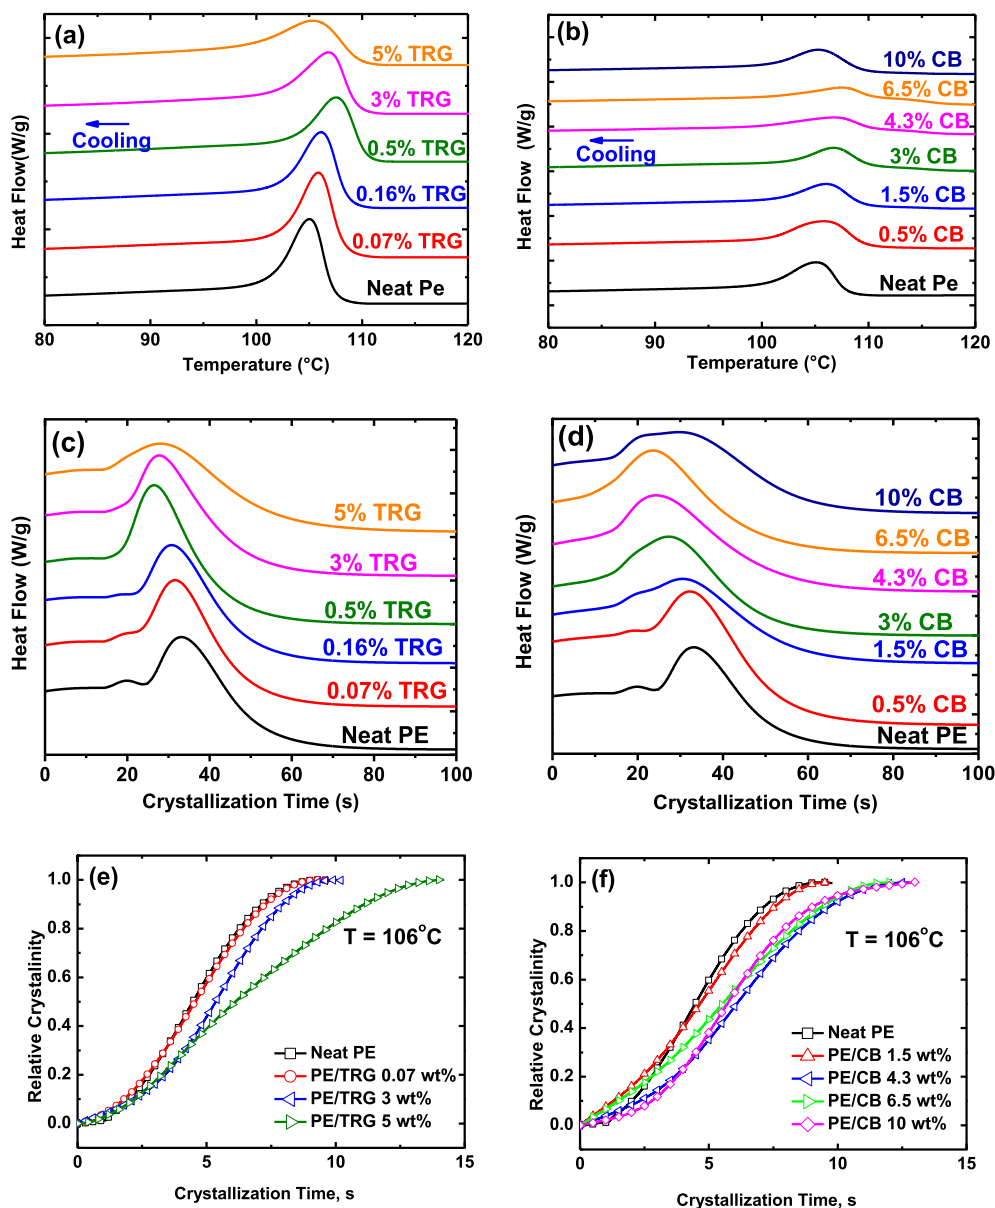 (a)
5% TRG
3% TRG
Cooling
0.5% TRG
0.16% TRG
0.07% TRG
Neat Pe
Heat Flow(W/g)
80 90 100 110 120
Temperature (°C)
(b)
10% CB
6.5% CB
4.3% CB
Cooling
3% CB
1.5% CB
0.5% CB
Neat Pe
Heat Flow (W/g)
80 90 100 110 120
Temperature (°C)
(c)
5% TRG
3% TRG
0.5% TRG
0.16% TRG
0.07% TRG
Neat PE
Heat Flow (W/g)
0 20 40 60 80 100
Crystallization Time (s)
(d)
10% CB
6.5% CB
4.3% CB
3% CB
1.5% CB
0.5% CB
Neat PE
Heat Flow (W/g)
0 20 40 60 80 100
Crystallization Time (s)
(e)
T = 106°C
Neat PE
PE/TRG 0.07 wt%
PE/TRG 3 wt%
PE/TRG 5 wt%
Relative Crystalinity
1.0
0.8
0.6
0.4
0.2
0.0
0 5 10 15
Crystallization Time, s
(f)
T = 106°C
Neat PE
PE/CB 1.5 wt%
PE/CB 4.3 wt%
PE/CB 6.5 wt%
PE/CB 10 wt%
Relative Crystalinity
1.0
0.8
0.6
0.4
0.2
0.0
0 5 10 15
Crystallization Time, s